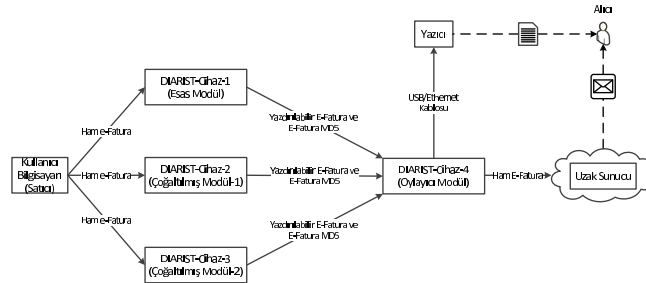 Alıcı
Yazıcı
DIARIST-Cihaz-1
(Esas Modül)
USB/Ethernet
Kablosu
Ham e-Fatura
Yazdırılabilir E-Fatura ve
E-Fatura MD5
Kullanıcı
Bilgisayarı
(Satıcı)
Ham e-Fatura
DIARIST-Cihaz-2
(Çoğaltılmış Modül-1)
Yazdırılabilir E-Fatura ve
E-Fatura MD5
DIARIST-Cihaz-4
(Oylayıcı Modül)
Ham E-Fatura
Uzak Sunucu
Ham e-Fatura
Yazdırılabilir E-Fatura ve
E-Fatura MD5
DIARIST-Cihaz-3
(Çoğaltılmış Modül-2)